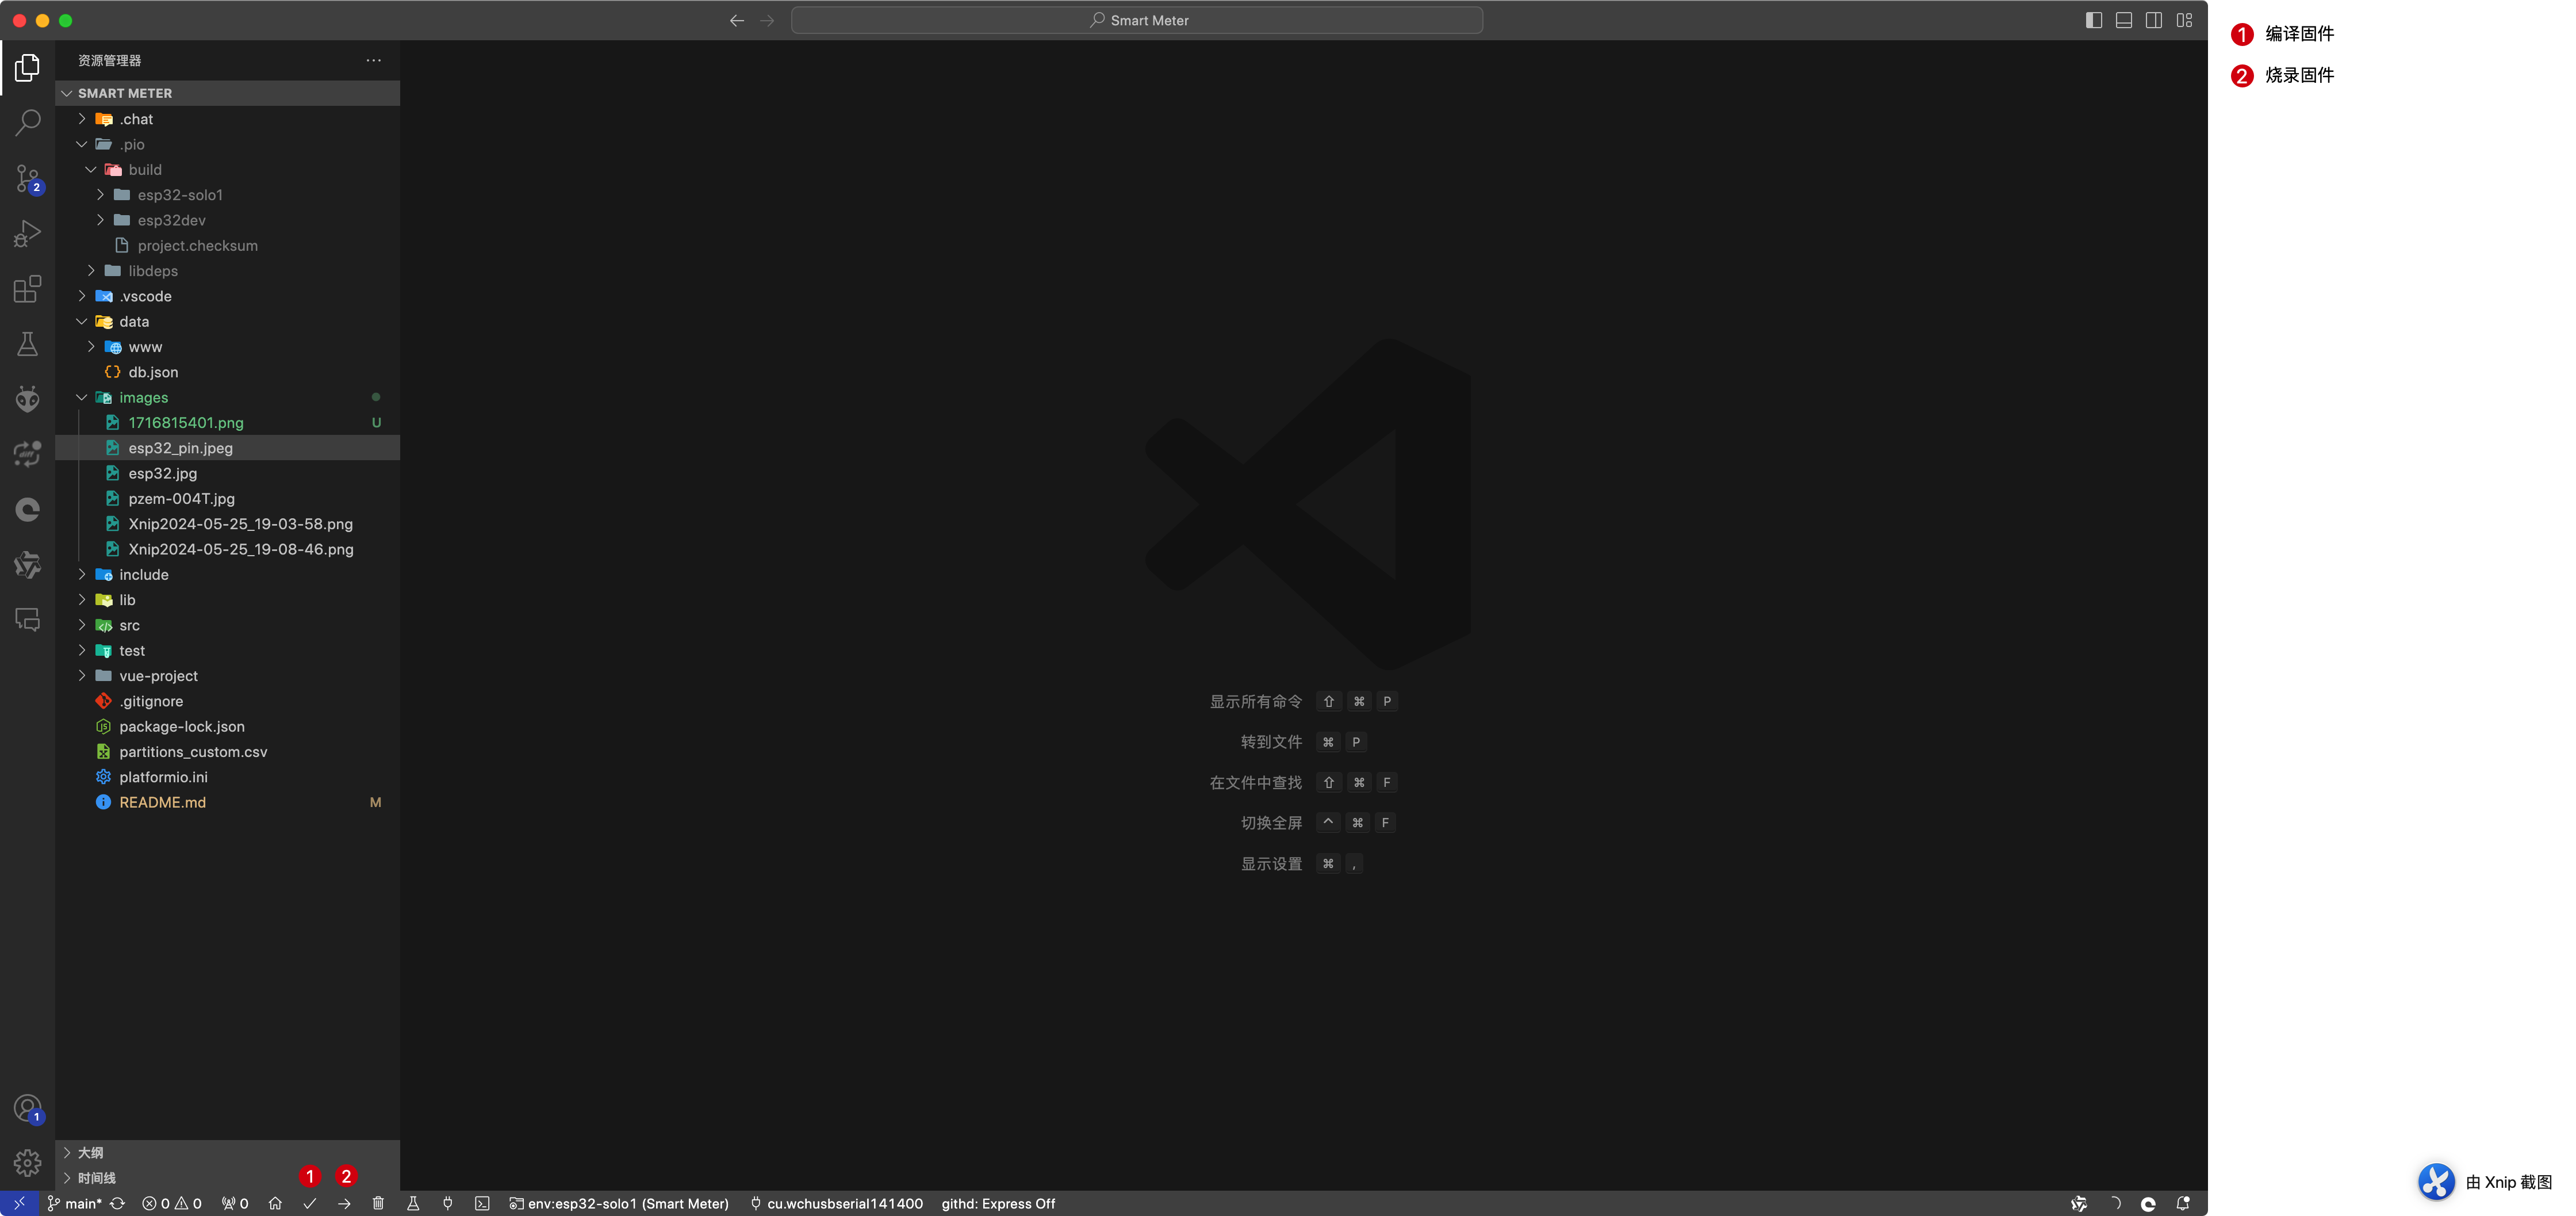 Smart Meter
资源管理器
SMART METER
.chat
.pio
build
esp32-solo1
esp32dev
project.checksum
libdeps
.vscode
data
www
db.json
images
1716815401.png U
esp32_pin.jpeg
esp32.jpg
pzem-004T.jpg
Xnip2024-05-25_19-03-58.png
Xnip2024-05-25_19-08-46.png
include
lib
src
test
vue-project
.gitignore
package-lock.json
partitions_custom.csv
platformio.ini
README.md M
2
1
显示所有命令 ⇧ ⌘ P
转到文件 ⌘ P
在文件中查找 ⇧ ⌘ F
切换全屏 ^ ⌘ F
显示设置 ⌘ ,
大纲
时间线
1 2
main* 0 0 0 env:esp32-solo1 (Smart Meter) cu.wchusbserial141400 githd: Express Off
1 编译固件
2 烧录固件
由 Xnip 截图